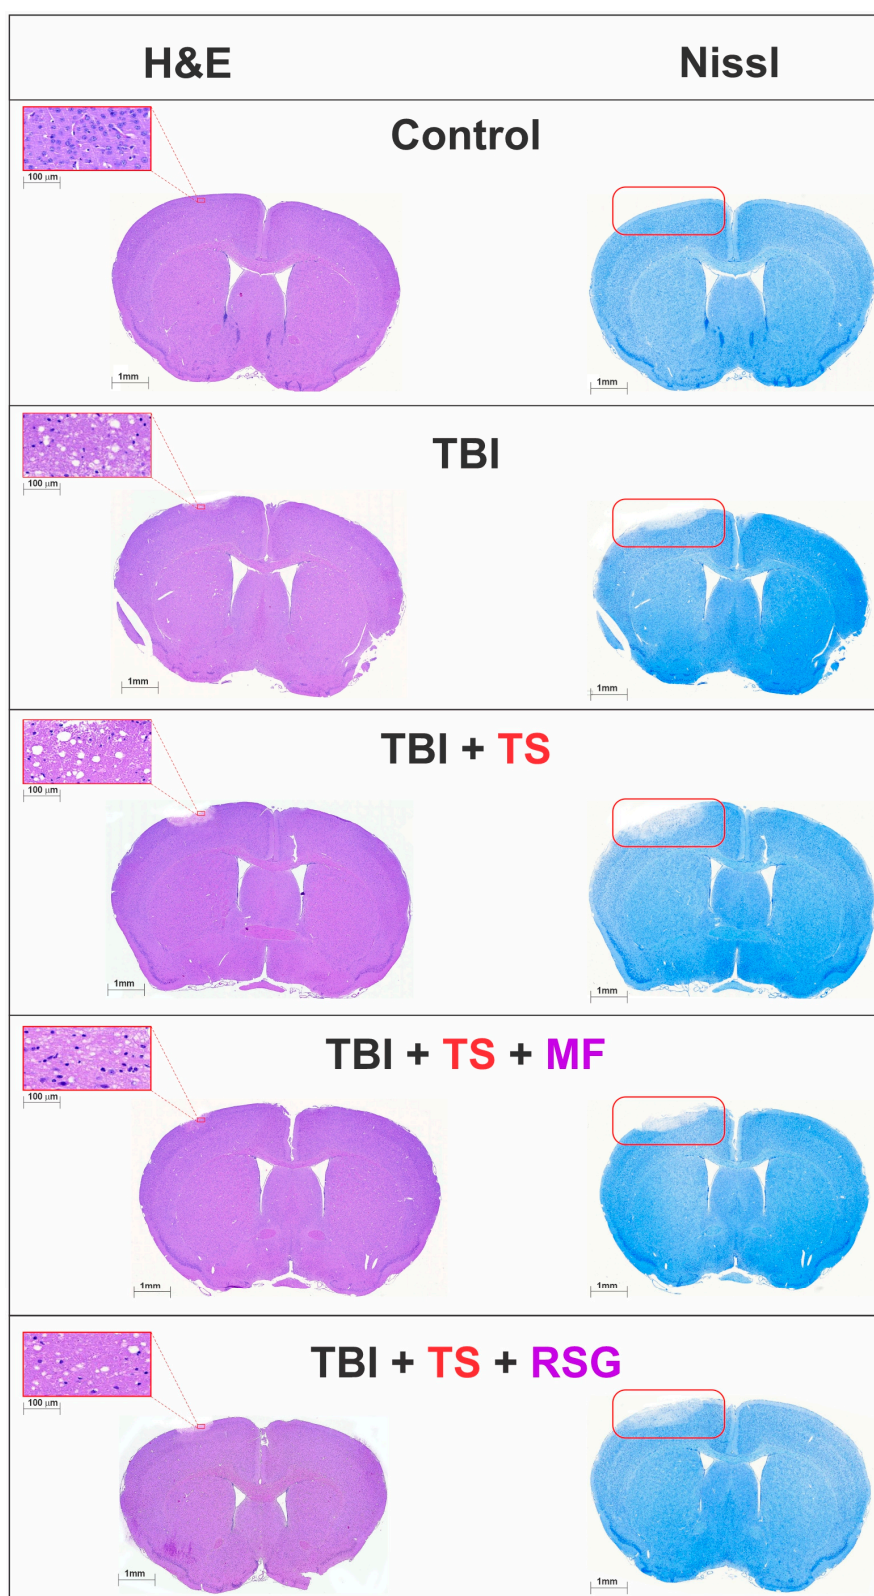 H&E Nissl
Control
100 µm
1mm 1mm
TBI
100 µm
1mm 1mm
TBI + TS
100 µm
1mm 1mm
TBI + TS + MF
100 µm
1mm 1mm
TBI + TS + RSG
100 µm
1mm 1mm